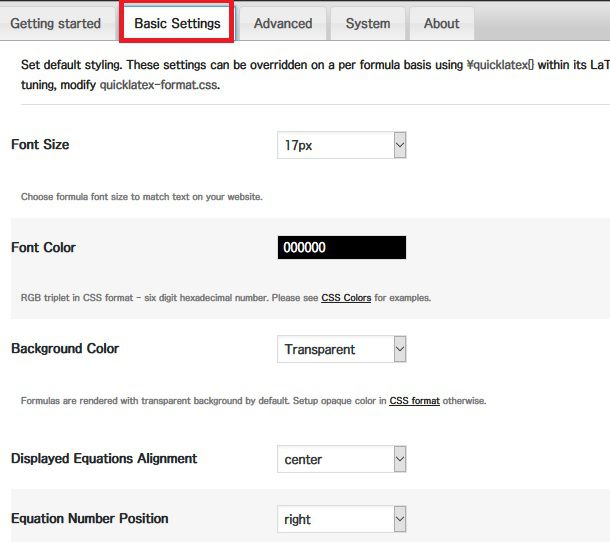 Getting started Basic Settings Advanced System About
Set default styling. These settings can be overridden on a per formula basis using ¥quicklatex[] within its LaT
tuning, modify quicklatex-format.css.
Font Size 17px
Choose formula font size to match text on your website.
Font Color 000000
RGB triplet in CSS format - six digit hexadecimal number. Please see CSS Colors for examples.
Background Color Transparent
Formulas are rendered with transparent background by default. Setup opaque color in CSS format otherwise.
Displayed Equations Alignment center
Equation Number Position right